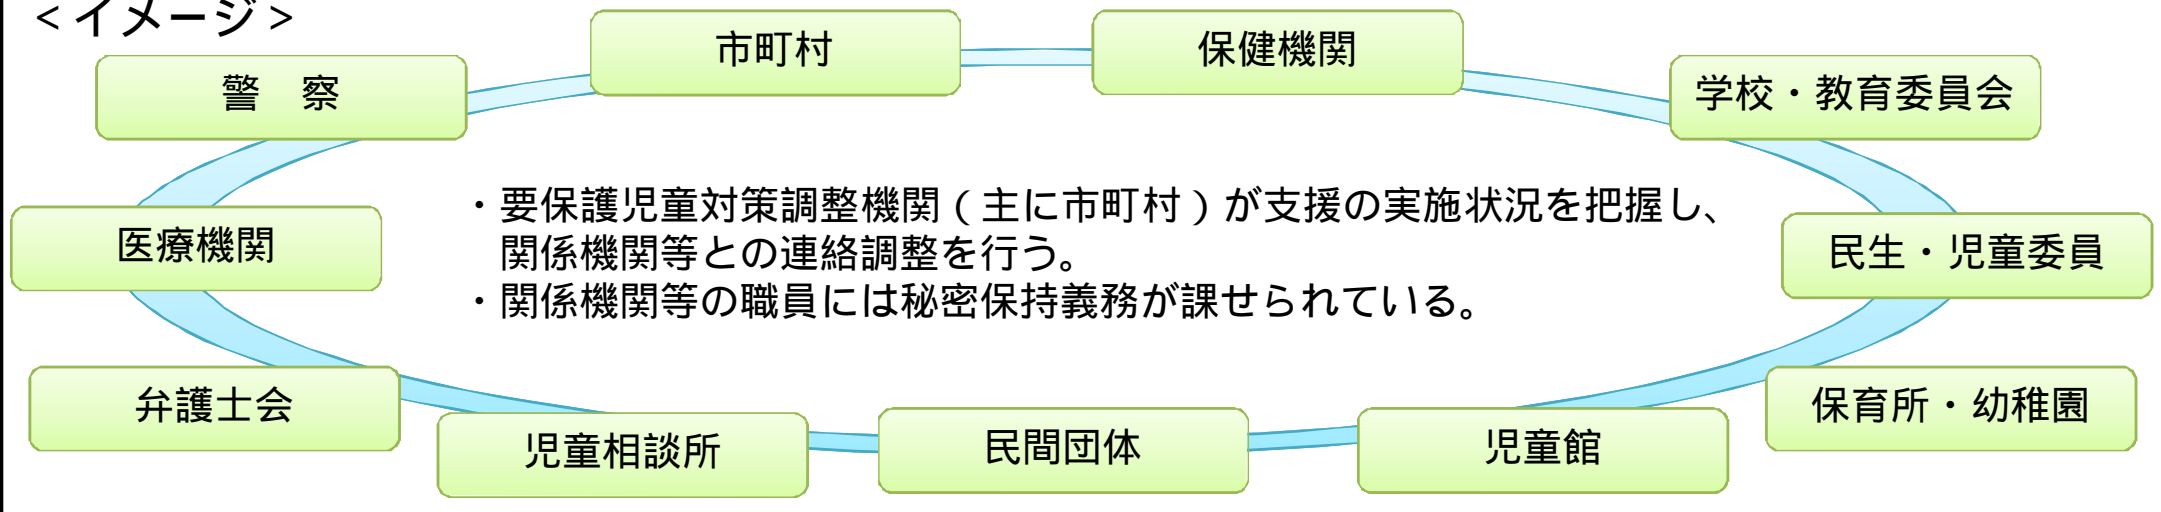 ＜イメージ＞
市町村
保健機関
警　察
学校・教育委員会
・要保護児童対策調整機関（主に市町村）が支援の実施状況を把握し、
関係機関等との連絡調整を行う。
・関係機関等の職員には秘密保持義務が課せられている。
医療機関
民生・児童委員
弁護士会
保育所・幼稚園
児童相談所
民間団体
児童館